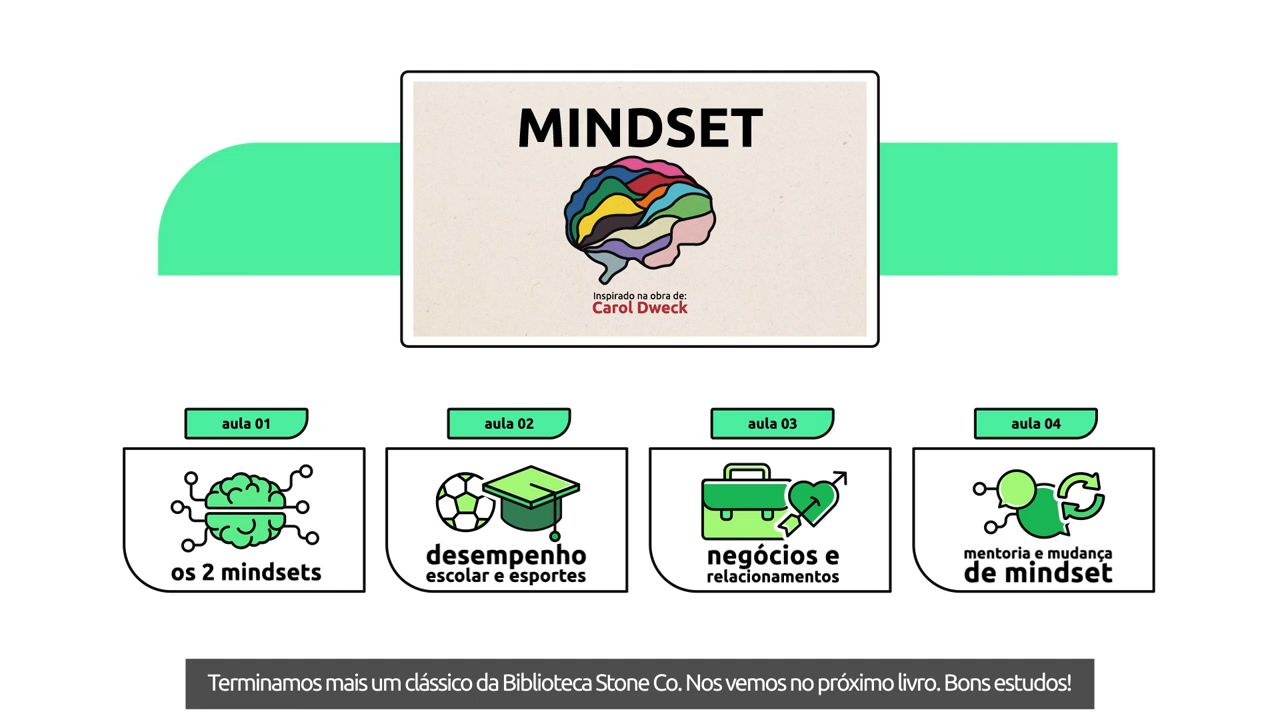 MINDSET
Inspirado na obra de:
Carol Dweck
aula 01
os 2 mindsets
aula 02
desempenho
escolar e esportes
aula 03
negócios e
relacionamentos
aula 04
mentoria e mudança
de mindset
Terminamos mais um clássico da Biblioteca Stone Co. Nos vemos no próximo livro. Bons estudos!